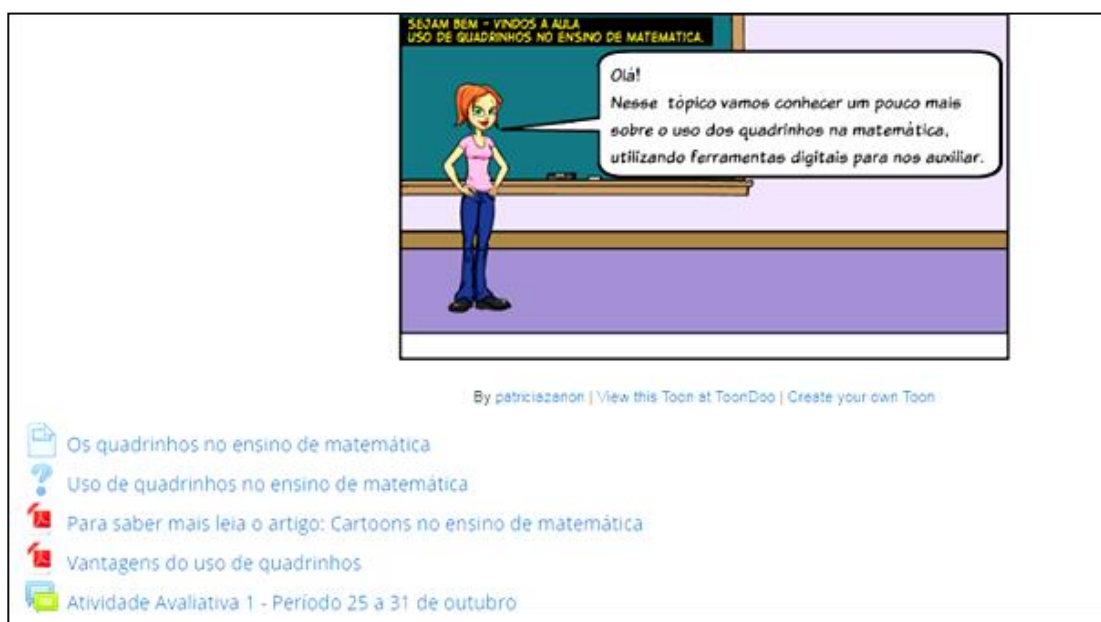 SEJAM BEM - VINDOS A AULA
USO DE QUADRINHOS NO ENSINO DE MATEMATICA.
Olá!
Nesse tópico vamos conhecer um pouco mais
sobre o uso dos quadrinhos na matemática,
utilizando ferramentas digitais para nos auxiliar.
By patriciazanon | View this Toon at ToonDoo | Create your own Toon
Os quadrinhos no ensino de matemática
Uso de quadrinhos no ensino de matemática
Para saber mais leia o artigo: Cartoons no ensino de matemática
Vantagens do uso de quadrinhos
Atividade Avaliativa 1 - Período 25 a 31 de outubro